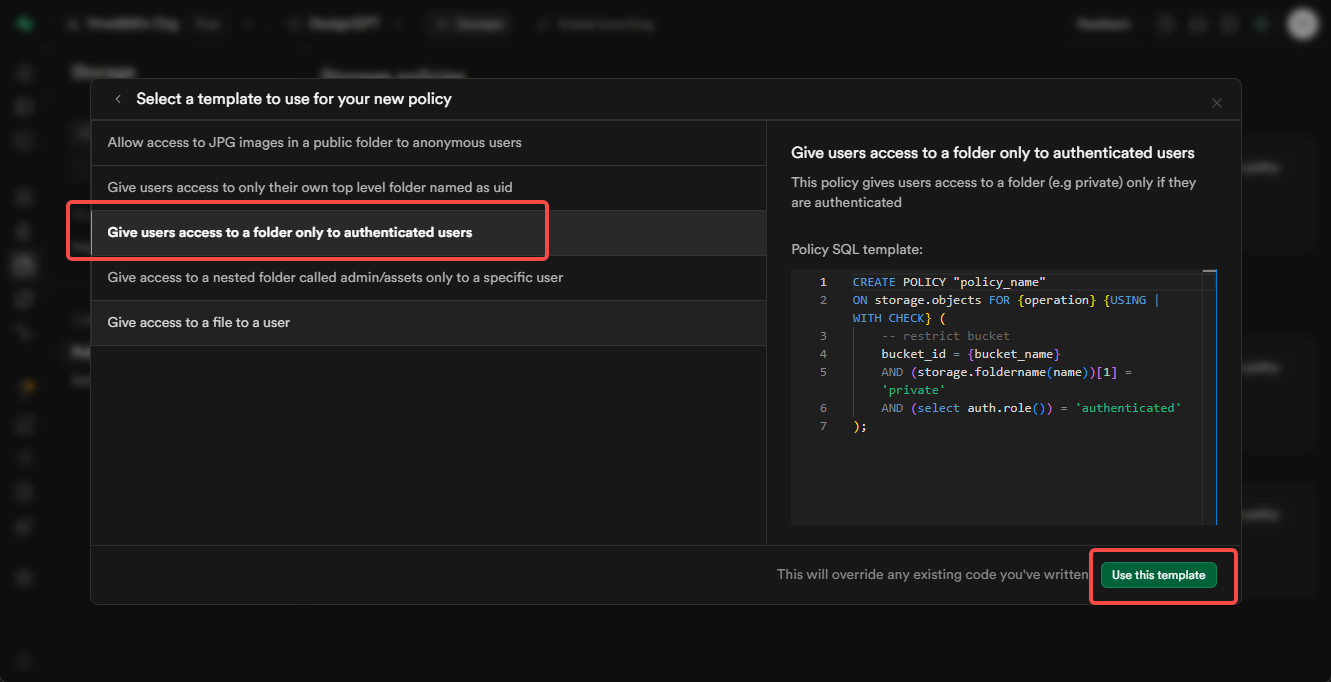 Storage
Storage policies
Select a template to use for your new policy
Allow access to JPG images in a public folder to anonymous users
Give users access to only their own top level folder named as uid
Give users access to a folder only to authenticated users
Give access to a nested folder called admin/assets only to a specific user
Give access to a file to a user
Give users access to a folder only to authenticated users
This policy gives users access to a folder (e.g private) only if they
are authenticated
Policy SQL template:
1 CREATE POLICY "policy_name"
2 ON storage.objects FOR {operation} {USING |
WITH CHECK} (
3 -- restrict bucket
4 bucket_id = {bucket_name}
5 AND (storage.foldername(name))[1] =
'private'
6 AND (select auth.role()) = 'authenticated'
7 );
This will override any existing code you've written
Use this template